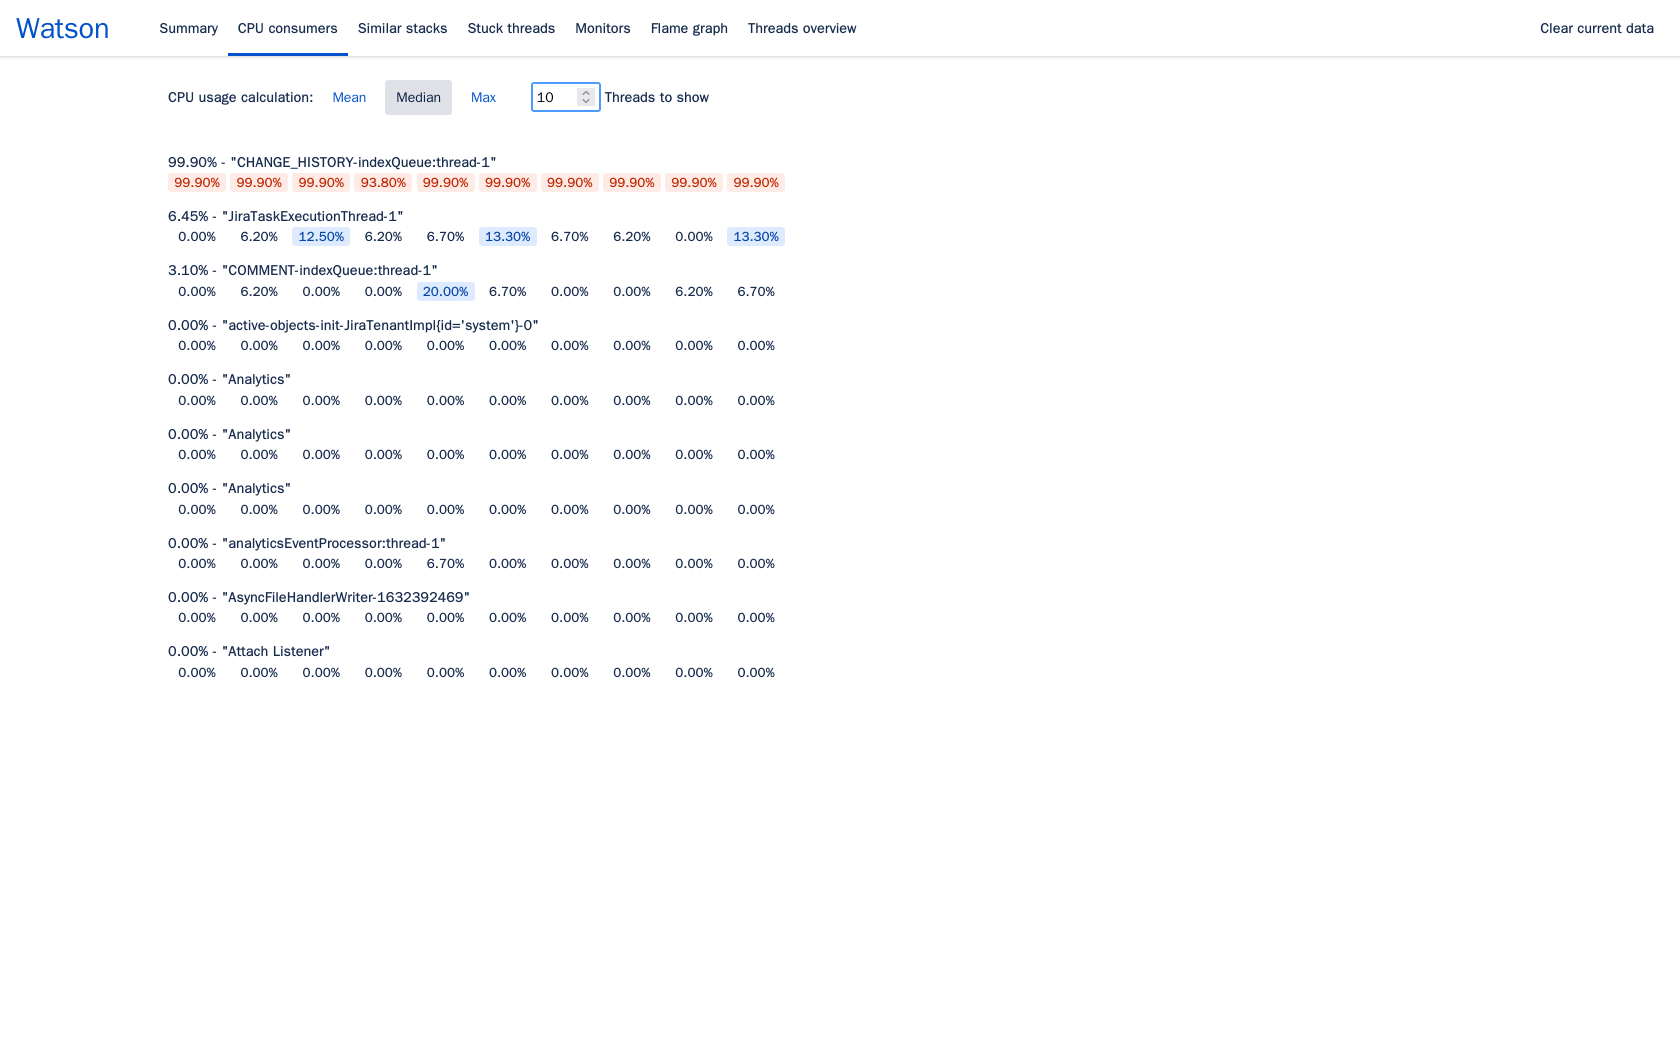 Watson Summary CPU consumers Similar stacks Stuck threads Monitors Flame graph Threads overview Clear current data
CPU usage calculation: Mean Median Max 10 Threads to show
99.90% - "CHANGE_HISTORY-indexQueue:thread-1"
99.90% 99.90% 99.90% 93.80% 99.90% 99.90% 99.90% 99.90% 99.90% 99.90%
6.45% - "JiraTaskExecutionThread-1"
0.00% 6.20% 12.50% 6.20% 6.70% 13.30% 6.70% 6.20% 0.00% 13.30%
3.10% - "COMMENT-indexQueue:thread-1"
0.00% 6.20% 0.00% 0.00% 20.00% 6.70% 0.00% 0.00% 6.20% 6.70%
0.00% - "active-objects-init-JiraTenantImpl{id='system'}-0"
0.00% 0.00% 0.00% 0.00% 0.00% 0.00% 0.00% 0.00% 0.00% 0.00%
0.00% - "Analytics"
0.00% 0.00% 0.00% 0.00% 0.00% 0.00% 0.00% 0.00% 0.00% 0.00%
0.00% - "Analytics"
0.00% 0.00% 0.00% 0.00% 0.00% 0.00% 0.00% 0.00% 0.00% 0.00%
0.00% - "Analytics"
0.00% 0.00% 0.00% 0.00% 0.00% 0.00% 0.00% 0.00% 0.00% 0.00%
0.00% - "analyticsEventProcessor:thread-1"
0.00% 0.00% 0.00% 0.00% 6.70% 0.00% 0.00% 0.00% 0.00% 0.00%
0.00% - "AsyncFileHandlerWriter-1632392469"
0.00% 0.00% 0.00% 0.00% 0.00% 0.00% 0.00% 0.00% 0.00% 0.00%
0.00% - "Attach Listener"
0.00% 0.00% 0.00% 0.00% 0.00% 0.00% 0.00% 0.00% 0.00% 0.00%